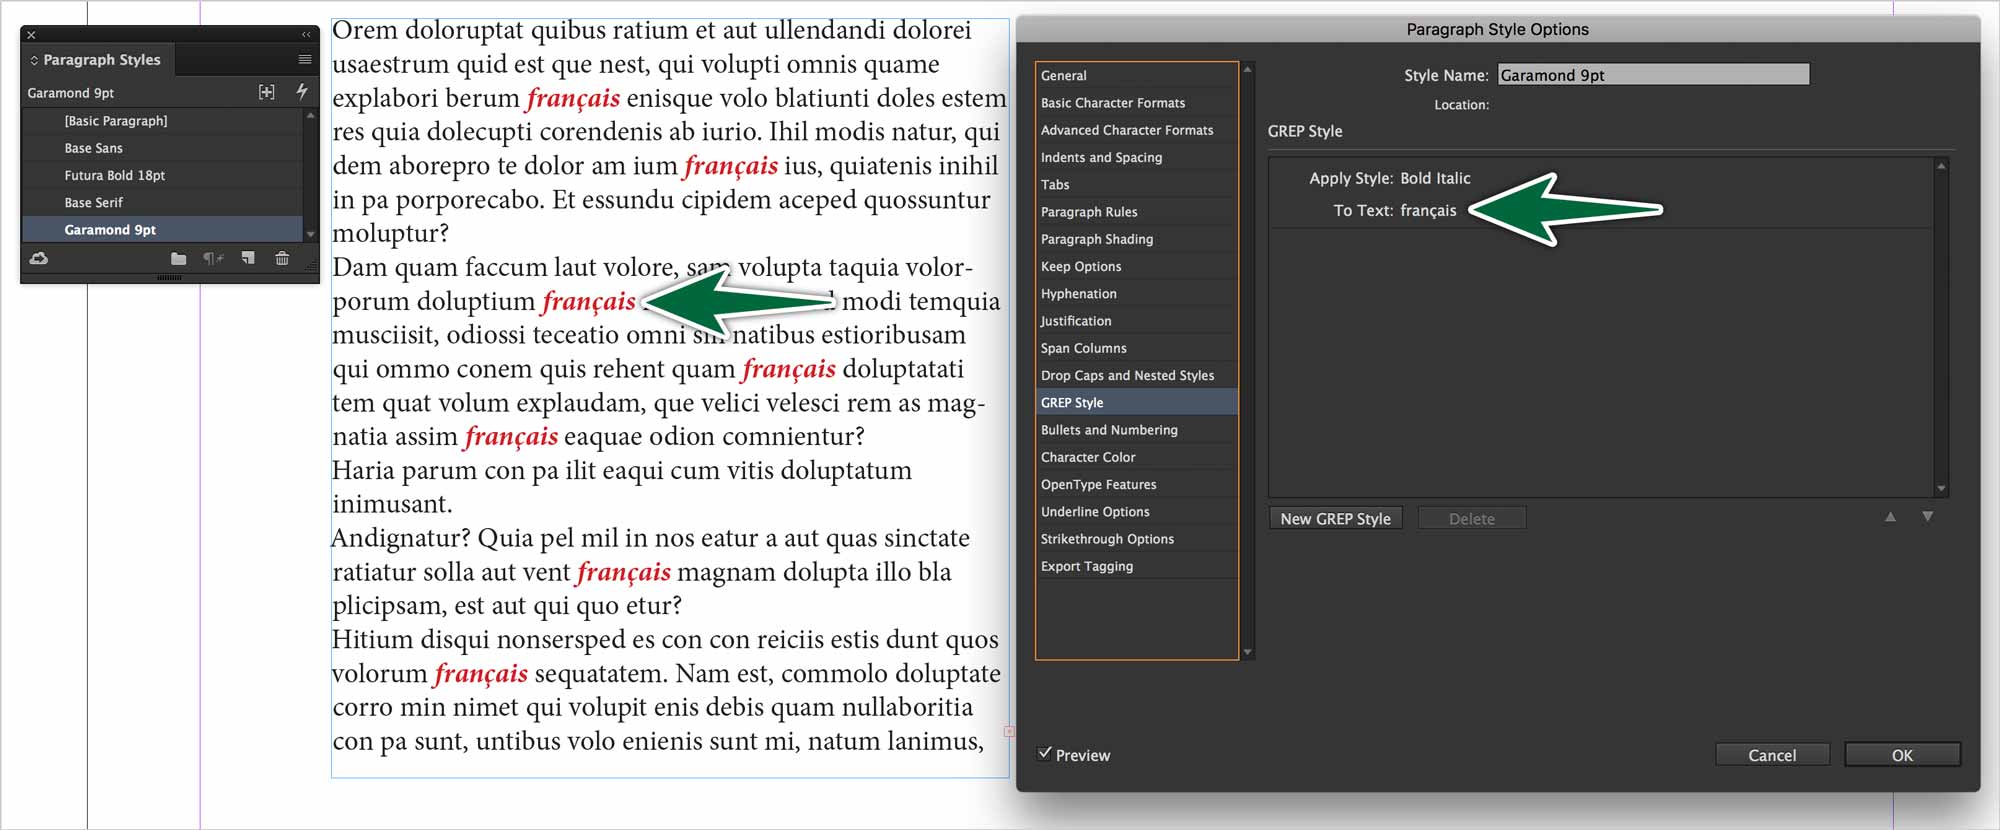 Paragraph Styles
Garamond 9pt
[Basic Paragraph]
Base Sans
Futura Bold 18pt
Base Serif
Garamond 9pt
Orem doloruptat quibus ratium et aut ullendandi dolorei
usaestrum quid est que nest, qui volupti omnis quame
explabori berum français enisque volo blatiunti doles estem
res quia dolecupti corendenis ab iurio. Ihil modis natur, qui
dem aborepro te dolor am ium français ius, quiatenis inihil
in pa porporecabo. Et essundu cipidem aceped quossuntur
moluptur?
Dam quam faccum laut volore, sam volupta taquia volor-
porum doluptium français modi temquia
musciisit, odiossi teceatio omni sin natibus estioribusam
qui ommo conem quis rehent quam français doluptatati
tem quat volum explaudam, que velici velesci rem as mag-
natia assim français eaquae odion comnientur?
Haria parum con pa ilit eaqui cum vitis doluptatum
inimusant.
Andignatur? Quia pel mil in nos eatur a aut quas sinctate
ratiatur solla aut vent français magnam dolupta illo bla
plicipsam, est aut qui quo etur?
Hitium disqui nonsersped es con con reiciis estis dunt quos
volorum français sequatatem. Nam est, commolo doluptate
corro min nimet qui volupit enis debis quam nullaboritia
con pa sunt, untibus volo enienis sunt mi, natum lanimus,
Paragraph Style Options
General
Basic Character Formats
Advanced Character Formats
Indents and Spacing
Tabs
Paragraph Rules
Paragraph Shading
Keep Options
Hyphenation
Justification
Span Columns
Drop Caps and Nested Styles
GREP Style
Bullets and Numbering
Character Color
OpenType Features
Underline Options
Strikethrough Options
Export Tagging
Style Name: Garamond 9pt
Location:
GREP Style
Apply Style: Bold Italic
To Text: français
New GREP Style
Delete
Preview
Cancel
OK